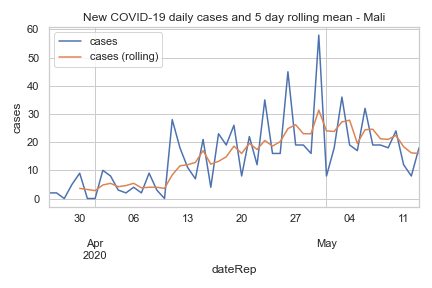 New COVID-19 daily cases and 5 day rolling mean - Mali
cases
cases (rolling)
60
50
40
30
20
10
0
cases
30 06 13 20 27 04 11
Apr May
2020
dateRep